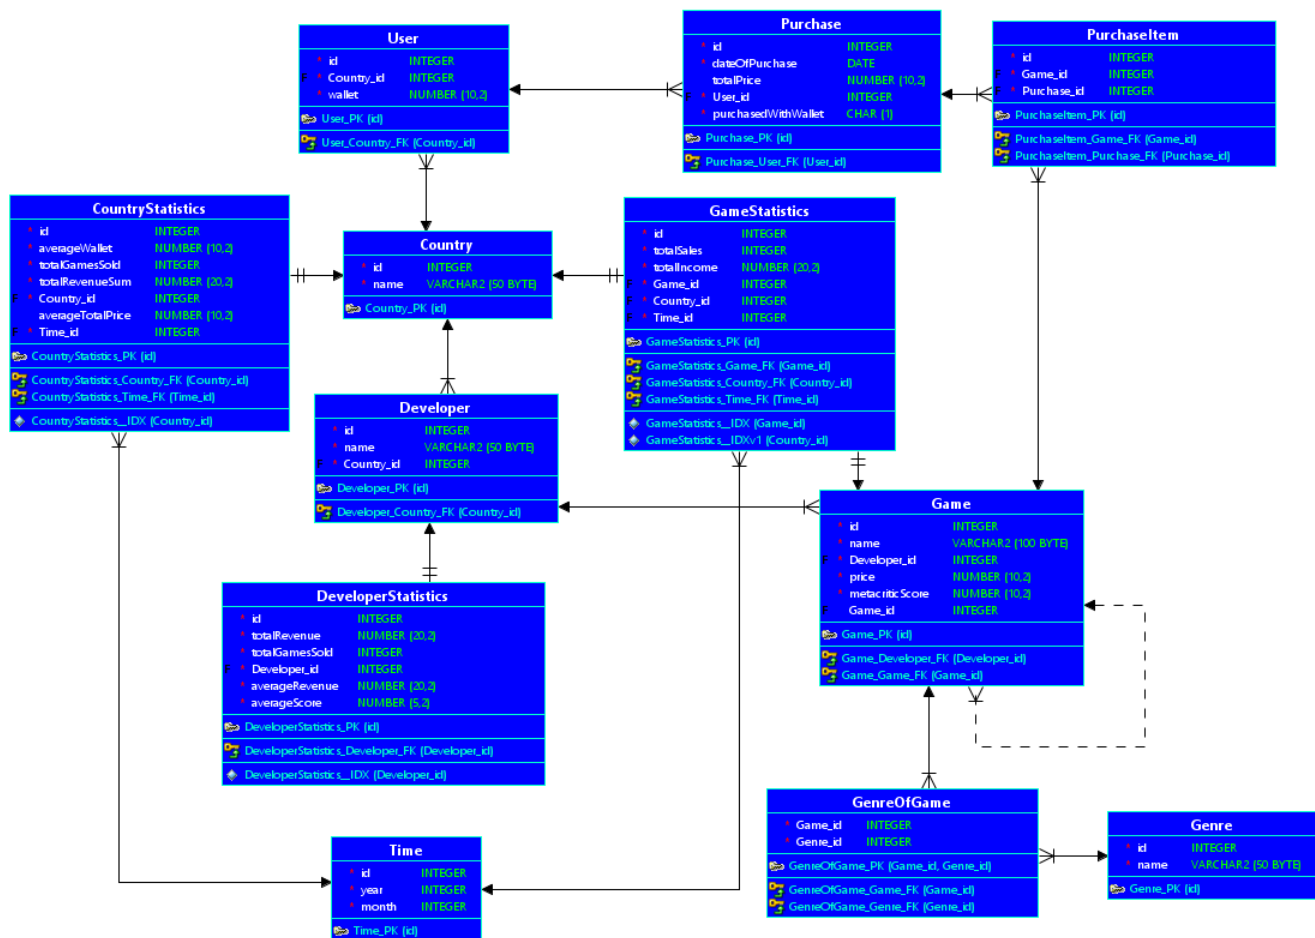 User
* id INTEGER
F * Country_id INTEGER
* wallet NUMBER (10,2)
User_PK (id)
User_Country_FK (Country_id)
Purchase
* id INTEGER
* dateOfPurchase DATE
totalPrice NUMBER (10,2)
F * User_id INTEGER
* purchasedWithWallet CHAR (1)
Purchase_PK (id)
Purchase_User_FK (User_id)
PurchaseItem
* id INTEGER
F * Game_id INTEGER
F * Purchase_id INTEGER
PurchaseItem_PK (id)
PurchaseItem_Game_FK (Game_id)
PurchaseItem_Purchase_FK (Purchase_id)
CountryStatistics
* id INTEGER
* averageWallet NUMBER (10,2)
* totalGamesSold INTEGER
* totalRevenueSum NUMBER (20,2)
F * Country_id INTEGER
averageTotalPrice NUMBER (10,2)
F * Time_id INTEGER
CountryStatistics_PK (id)
CountryStatistics_Country_FK (Country_id)
CountryStatistics_Time_FK (Time_id)
CountryStatistics__IDX (Country_id)
Country
* id INTEGER
* name VARCHAR2 (50 BYTE)
Country_PK (id)
GameStatistics
* id INTEGER
* totalSales INTEGER
* totalIncome NUMBER (20,2)
F * Game_id INTEGER
F * Country_id INTEGER
F * Time_id INTEGER
GameStatistics_PK (id)
GameStatistics_Game_FK (Game_id)
GameStatistics_Country_FK (Country_id)
GameStatistics_Time_FK (Time_id)
GameStatistics__IDX (Game_id)
GameStatistics__IDXv1 (Country_id)
Developer
* id INTEGER
* name VARCHAR2 (50 BYTE)
F * Country_id INTEGER
Developer_PK (id)
Developer_Country_FK (Country_id)
Game
* id INTEGER
* name VARCHAR2 (100 BYTE)
F * Developer_id INTEGER
* price NUMBER (10,2)
* metacriticScore NUMBER (10,2)
F Game_id INTEGER
Game_PK (id)
Game_Developer_FK (Developer_id)
Game_Game_FK (Game_id)
DeveloperStatistics
* id INTEGER
* totalRevenue NUMBER (20,2)
* totalGamesSold INTEGER
F * Developer_id INTEGER
* averageRevenue NUMBER (20,2)
* averageScore NUMBER (5,2)
DeveloperStatistics_PK (id)
DeveloperStatistics_Developer_FK (Developer_id)
DeveloperStatistics__IDX (Developer_id)
GenreOfGame
* Game_id INTEGER
* Genre_id INTEGER
GenreOfGame_PK (Game_id, Genre_id)
GenreOfGame_Game_FK (Game_id)
GenreOfGame_Genre_FK (Genre_id)
Genre
* id INTEGER
* name VARCHAR2 (50 BYTE)
Genre_PK (id)
Time
* id INTEGER
* year INTEGER
* month INTEGER
Time_PK (id)